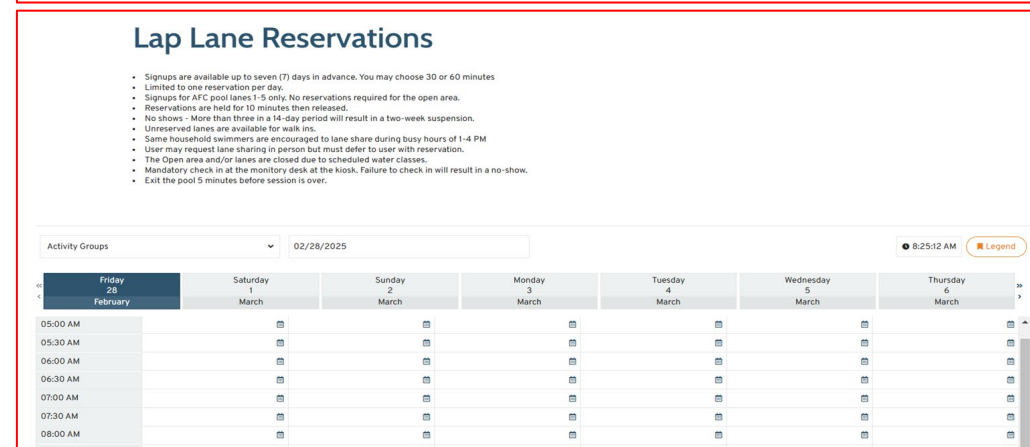 Lap Lane Reservations
• Signups are available up to seven (7) days in advance. You may choose 30 or 60 minutes
• Limited to one reservation per day.
• Signups for AFC pool lanes 1-5 only. No reservations required for the open area.
• Reservations are held for 10 minutes then released.
• No shows - More than three in a 14-day period will result in a two-week suspension.
• Unreserved lanes are available for walk ins.
• Same household swimmers are encouraged to lane share during busy hours of 1-4 PM
• User may request lane sharing in person but must defer to user with reservation.
• The Open area and/or lanes are closed due to scheduled water classes.
• Mandatory check in at the monitory desk at the kiosk. Failure to check in will result in a no-show.
• Exit the pool 5 minutes before session is over.
Activity Groups 02/28/2025 8:25:12 AM Legend
Friday Saturday Sunday Monday Tuesday Wednesday Thursday
28 1 2 3 4 5 6
February March March March March March March
05:00 AM
05:30 AM
06:00 AM
06:30 AM
07:00 AM
07:30 AM
08:00 AM